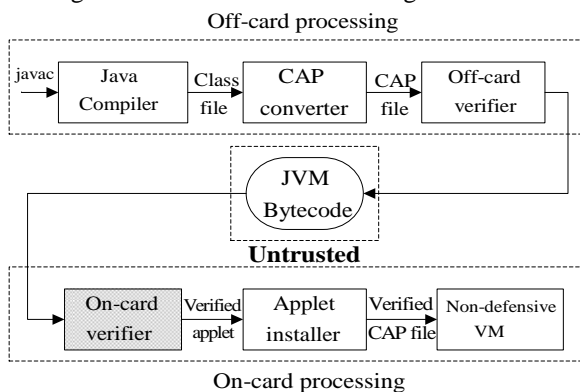 Off-card processing
javac
Java
Compiler
Class
file
CAP
converter
CAP
file
Off-card
verifier
JVM
Bytecode
Untrusted
On-card
verifier
Verified
applet
Applet
installer
Verified
CAP file
Non-defensive
VM
On-card processing